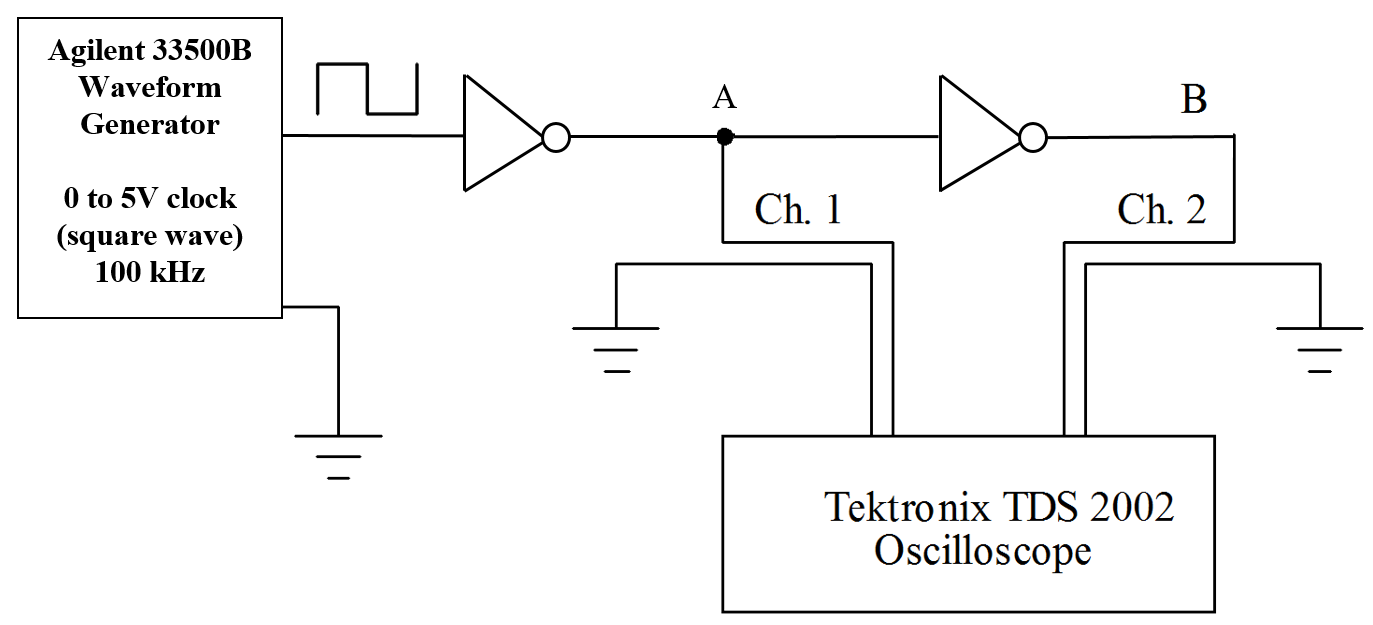 Agilent 33500B
Waveform
Generator
0 to 5V clock
(square wave)
100 kHz
A
B
Ch. 1
Ch. 2
Tektronix TDS 2002
Oscilloscope